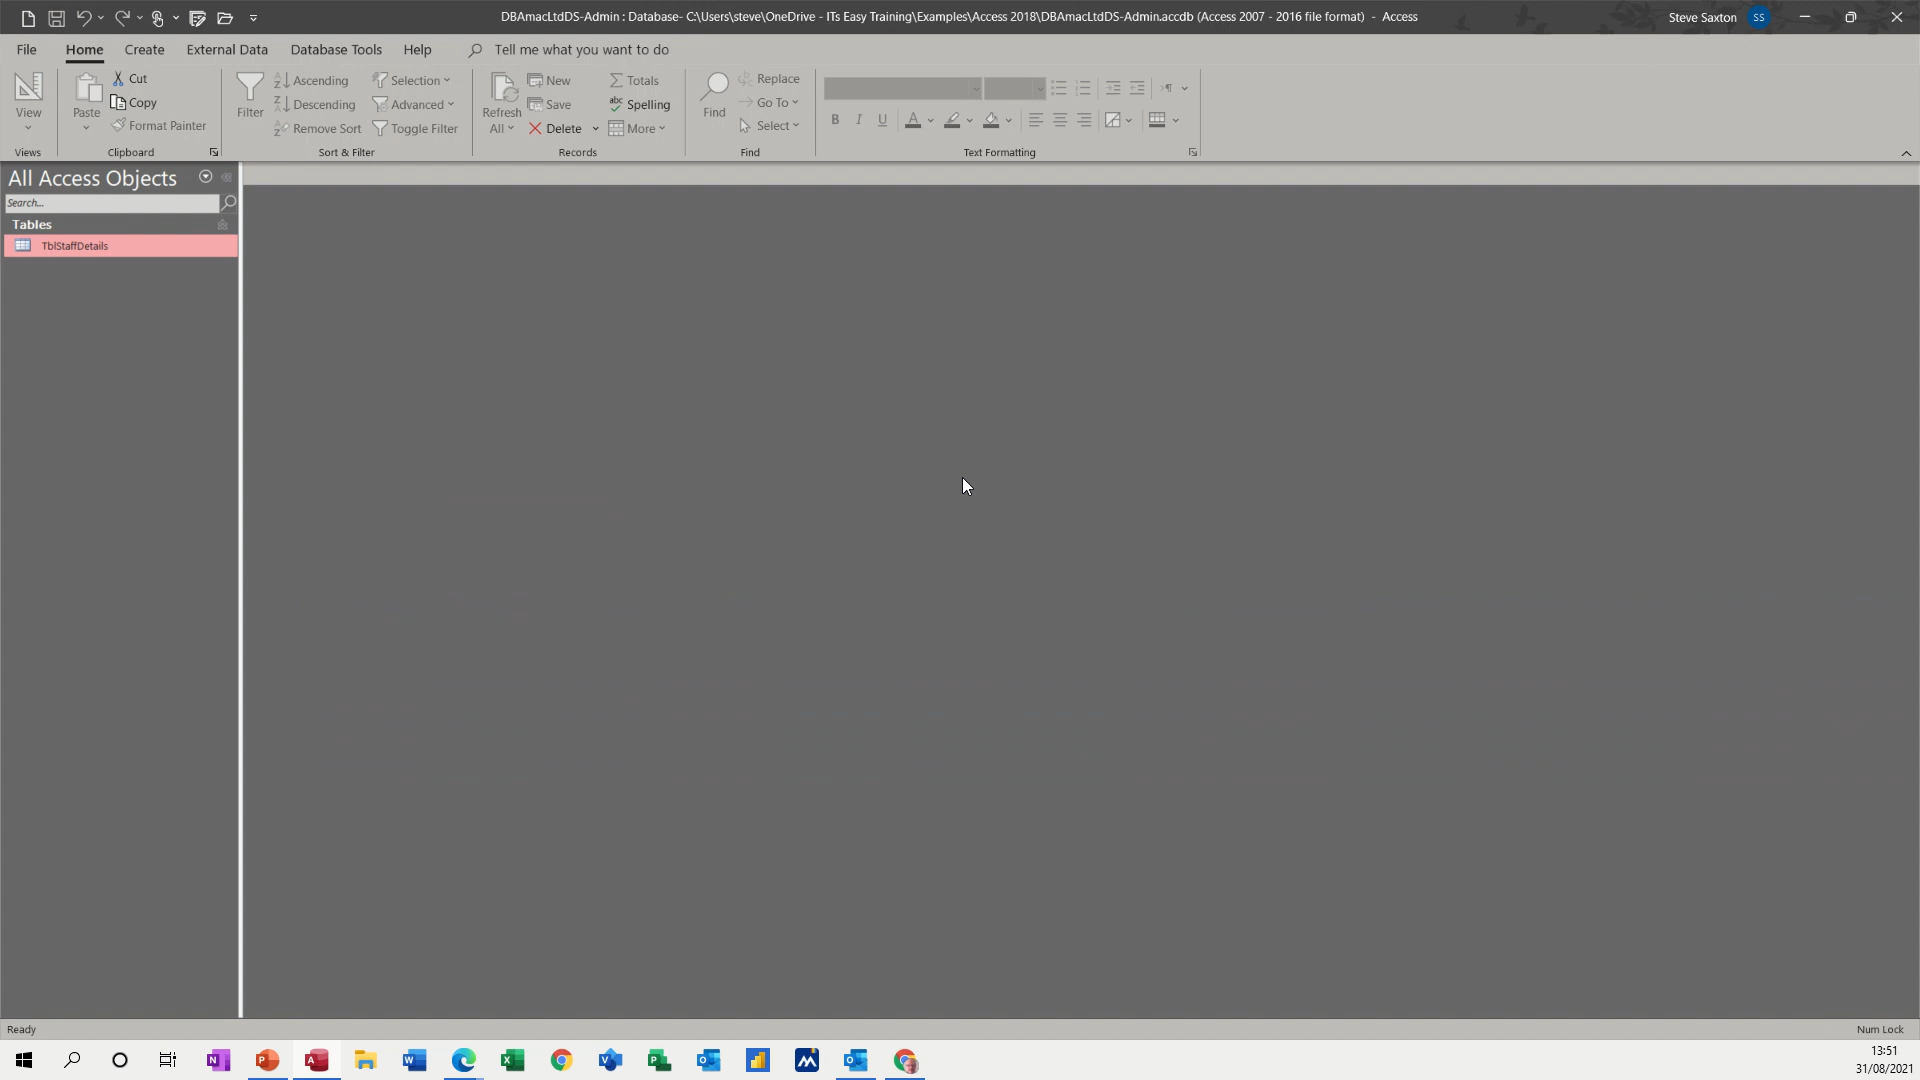 DBAmacLtdDS-Admin : Database- C:\Users\steve\OneDrive - ITs Easy Training\Examples\Access 2018\DBAmacLtdDS-Admin.accdb (Access 2007 - 2016 file format) - Access
Steve Saxton SS
File Home Create External Data Database Tools Help Tell me what you want to do
View
Views
Paste
Cut
Copy
Format Painter
Clipboard
Filter
Ascending
Descending
Remove Sort
Selection
Advanced
Toggle Filter
Sort & Filter
Refresh
All
New
Save
Delete
Totals
Spelling
More
Records
Find
Replace
Go To
Select
Find
B I U A
Text Formatting
All Access Objects
Search...
Tables
TblStaffDetails
Ready
Num Lock
13:51
31/08/2021